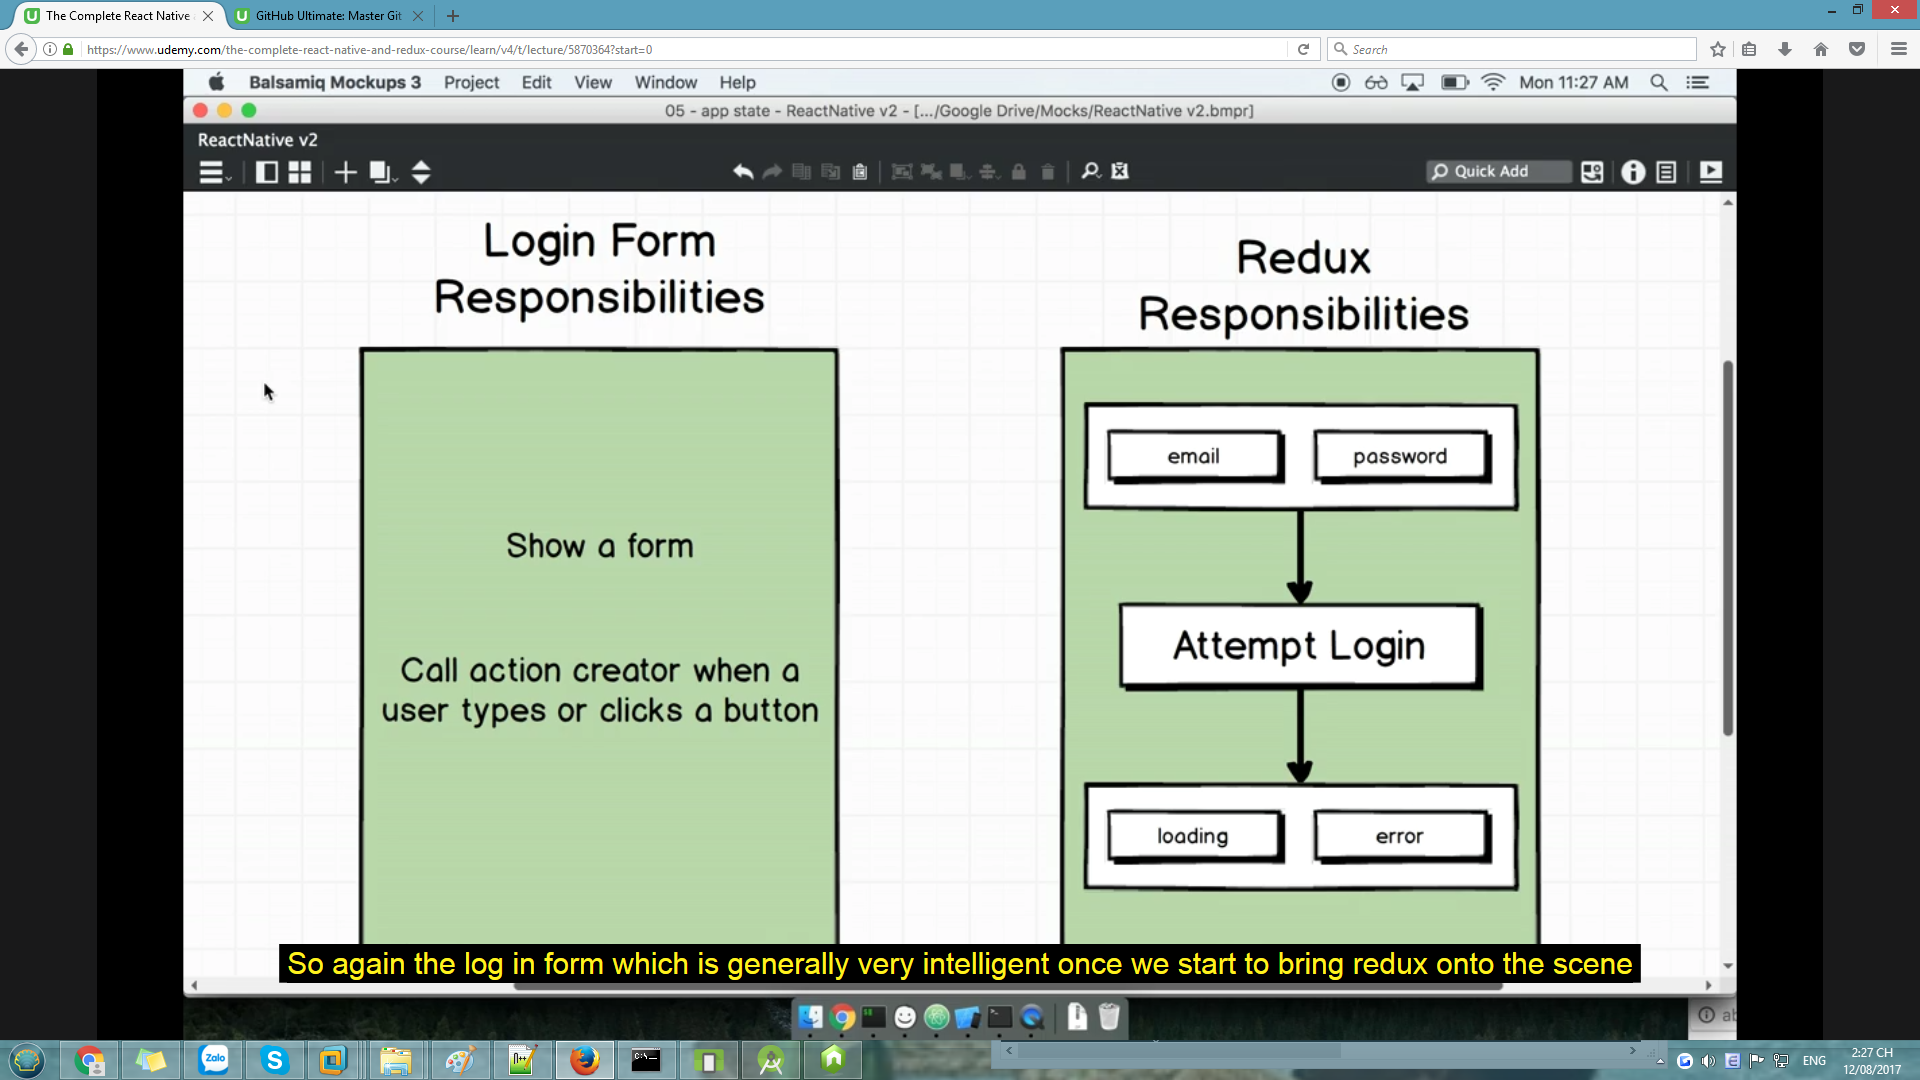 The Complete React Native
GitHub Ultimate: Master Git
https://www.udemy.com/the-complete-react-native-and-redux-course/learn/v4/t/lecture/5870364?start=0
Search
Balsamiq Mockups 3 Project Edit View Window Help
Mon 11:27 AM
05 - app state - ReactNative v2 - [.../Google Drive/Mocks/ReactNative v2.bmpr]
ReactNative v2
Quick Add
Login Form
Responsibilities
Show a form
Call action creator when a
user types or clicks a button
Redux
Responsibilities
email
password
Attempt Login
loading
error
So again the log in form which is generally very intelligent once we start to bring redux onto the scene
Zalo
ENG
2:27 CH
12/08/2017